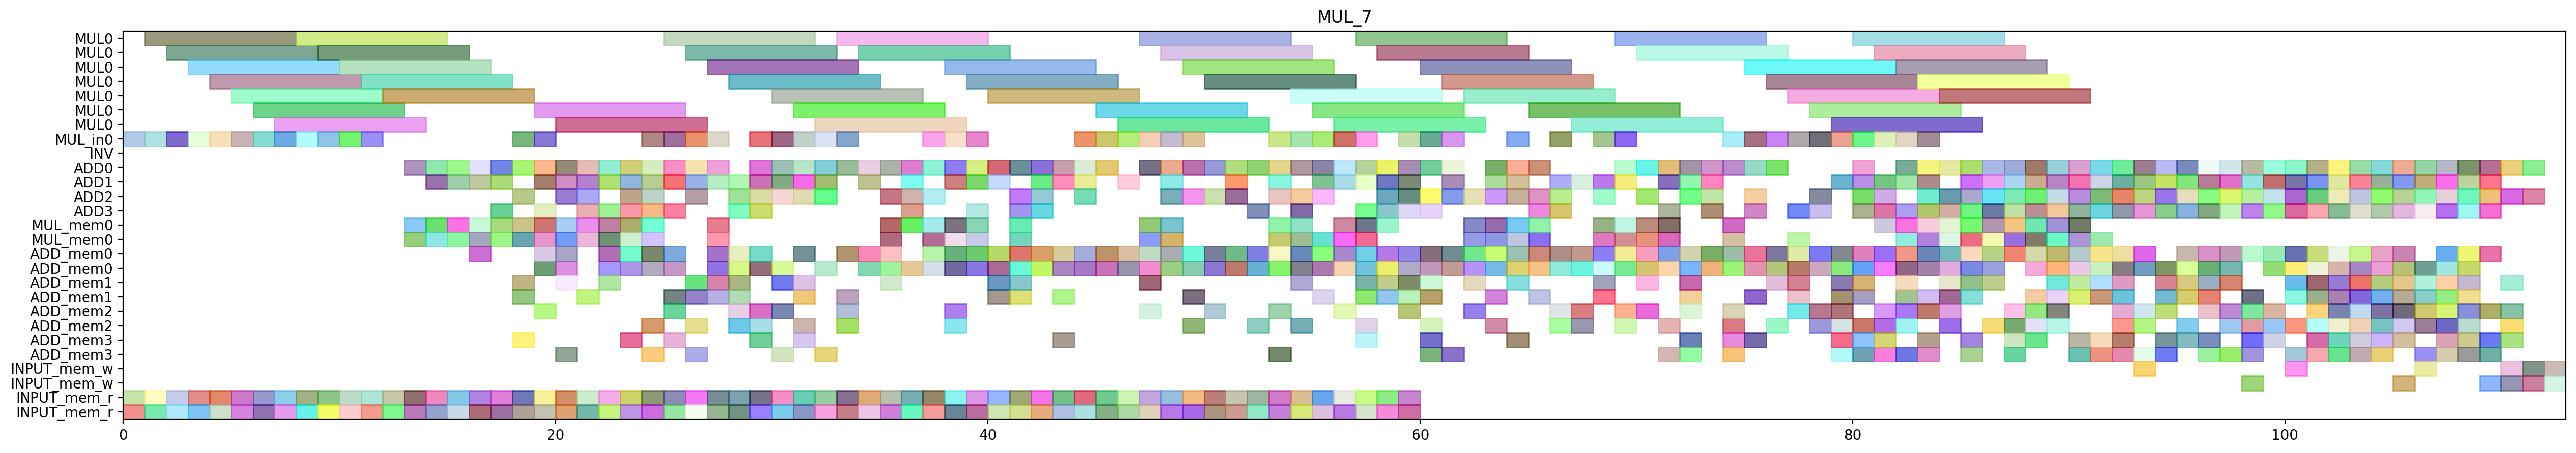 MUL_7
MUL0
MUL0
MUL0
MUL0
MUL0
MUL0
MUL0
MUL_in0
INV
ADD0
ADD1
ADD2
ADD3
MUL_mem0
MUL_mem0
ADD_mem0
ADD_mem0
ADD_mem1
ADD_mem1
ADD_mem2
ADD_mem2
ADD_mem3
ADD_mem3
INPUT_mem_w
INPUT_mem_w
INPUT_mem_r
INPUT_mem_r
0 20 40 60 80 100